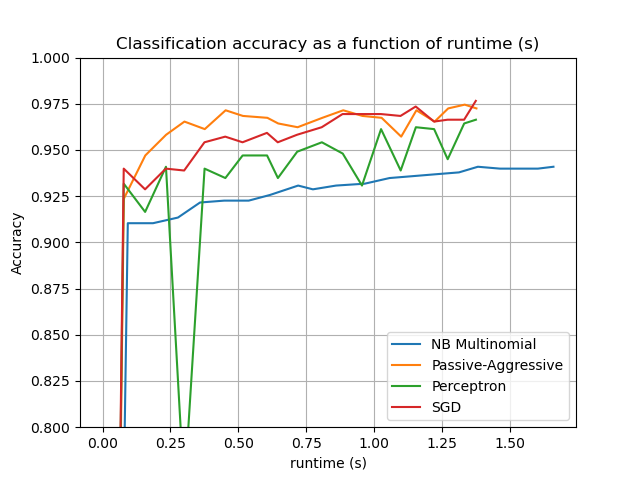 Classification accuracy as a function of runtime (s)
1.000
0.975
0.950
0.925
0.900
0.875
0.850
0.825
0.800
Accuracy
NB Multinomial
Passive-Aggressive
Perceptron
SGD
0.00 0.25 0.50 0.75 1.00 1.25 1.50
runtime (s)